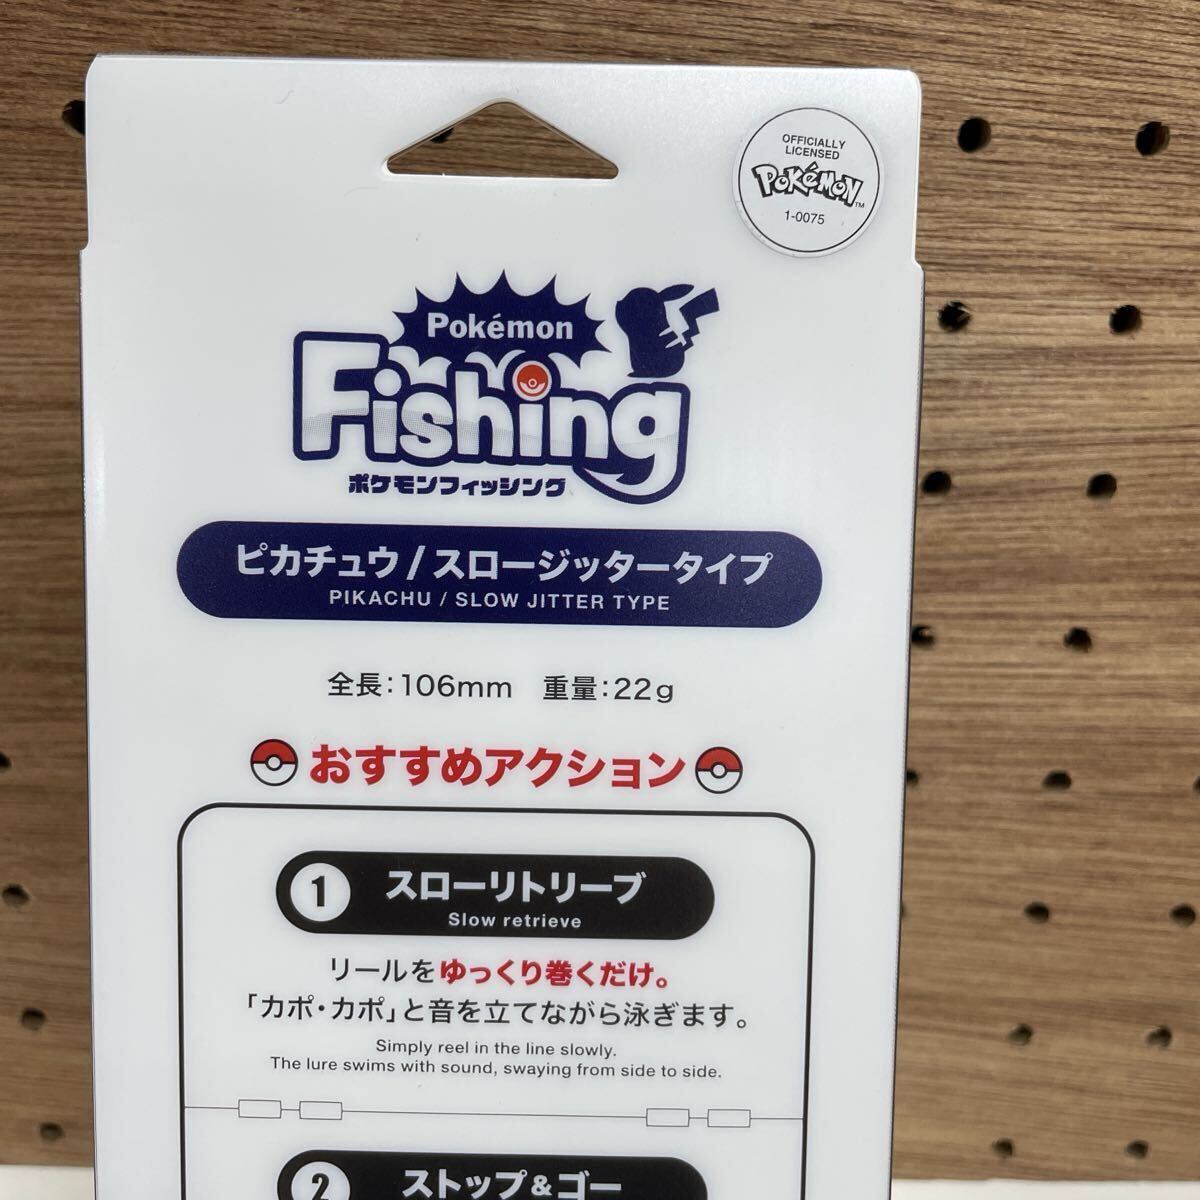 OFFICIALLY
LICENSED
POKéMON™
1-0075
Pokémon
Fishing
ポケモンフィッシング
ピカチュウ/スロージッタータイプ
PIKACHU / SLOW JITTER TYPE
全長:106mm 重量:22g
おすすめアクション
1 スローリトリーブ
Slow retrieve
リールをゆっくり巻くだけ。
「カポ・カポ」と音を立てながら泳ぎます。
Simply reel in the line slowly.
The lure swims with sound, swaying from side to side.
2 ストップ&ゴー